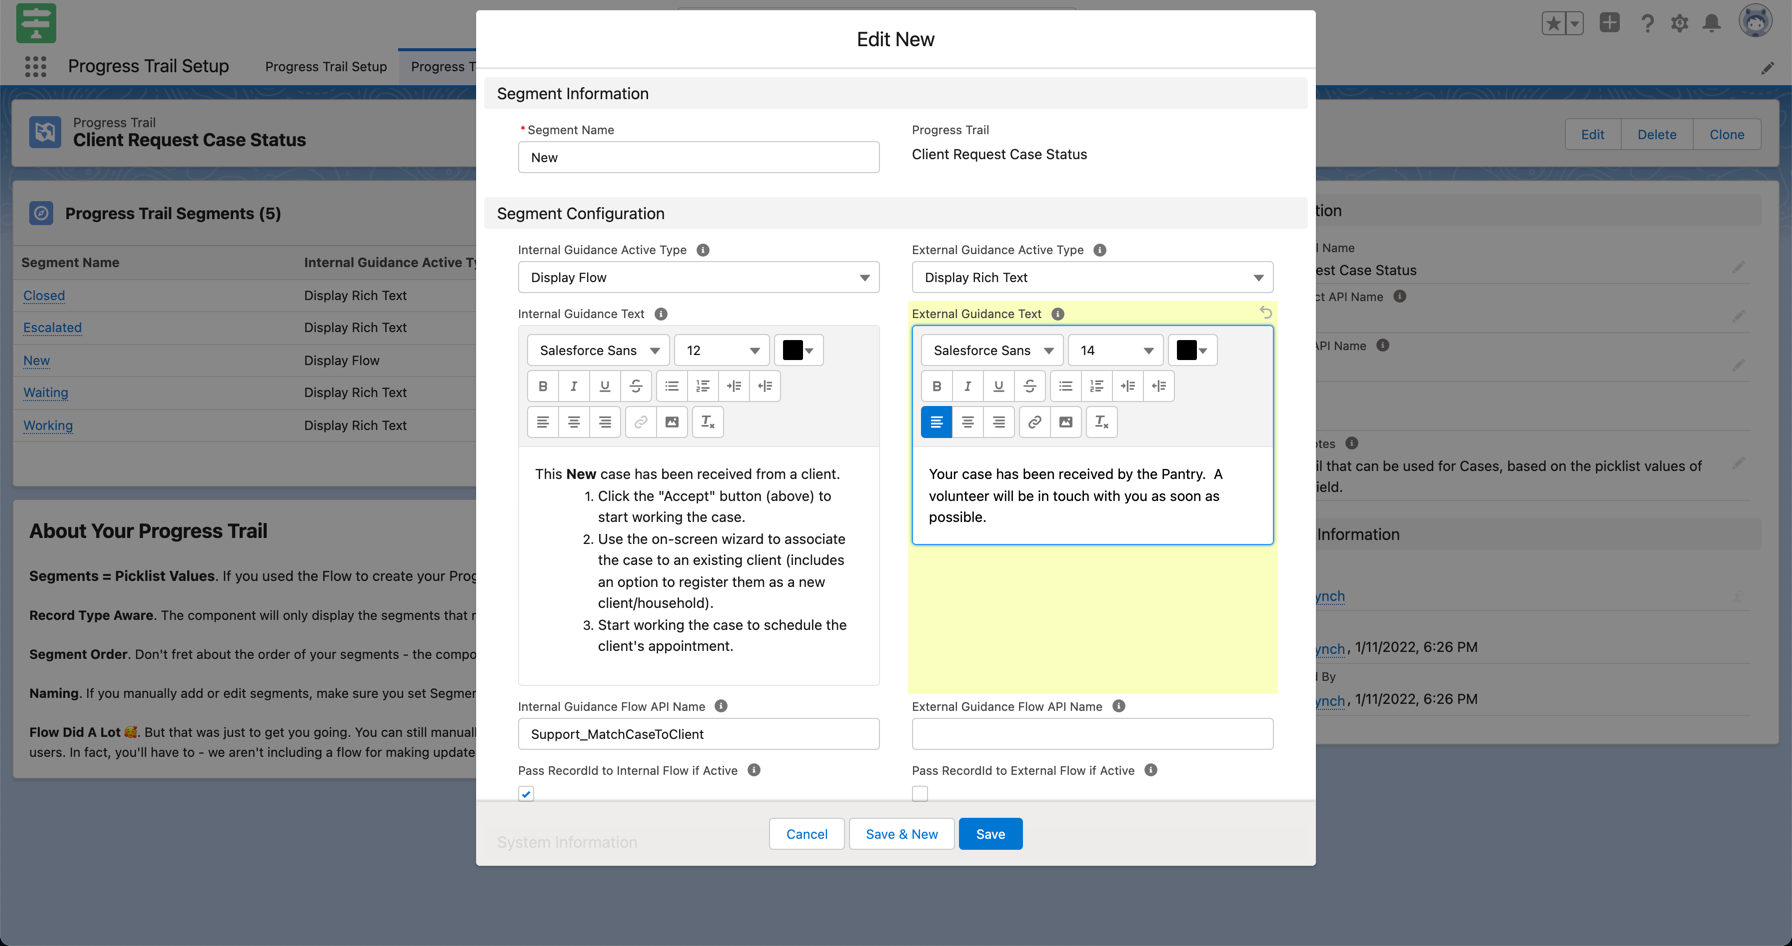 Edit New
Progress Trail Setup
Progress Trail Setup
Progress T
Progress Trail
Client Request Case Status
Edit
Delete
Clone
Progress Trail Segments (5)
Segment Name
Internal Guidance Active Ty
Closed
Display Rich Text
Escalated
Display Rich Text
New
Display Flow
Waiting
Display Rich Text
Working
Display Rich Text
About Your Progress Trail
Segments = Picklist Values. If you used the Flow to create your Prog
Record Type Aware. The component will only display the segments that r
Segment Order. Don't fret about the order of your segments - the compo
Naming. If you manually add or edit segments, make sure you set Segmer
Flow Did A Lot 🥰. But that was just to get you going. You can still manuall
users. In fact, you'll have to - we aren't including a flow for making update
Segment Information
* Segment Name
New
Progress Trail
Client Request Case Status
Segment Configuration
Internal Guidance Active Type
Display Flow
External Guidance Active Type
Display Rich Text
Internal Guidance Text
Salesforce Sans
12
B
I
U
S
This New case has been received from a client.
1. Click the "Accept" button (above) to
start working the case.
2. Use the on-screen wizard to associate
the case to an existing client (includes
an option to register them as a new
client/household).
3. Start working the case to schedule the
client's appointment.
External Guidance Text
Salesforce Sans
14
B
I
U
S
Your case has been received by the Pantry.  A
volunteer will be in touch with you as soon as
possible.
Internal Guidance Flow API Name
Support_MatchCaseToClient
External Guidance Flow API Name
Pass RecordId to Internal Flow if Active
Pass RecordId to External Flow if Active
System Information
Cancel
Save & New
Save
tion
l Name
est Case Status
ct API Name
API Name
otes
il that can be used for Cases, based on the picklist values of
ield.
Information
ynch
ynch, 1/11/2022, 6:26 PM
d By
ynch, 1/11/2022, 6:26 PM